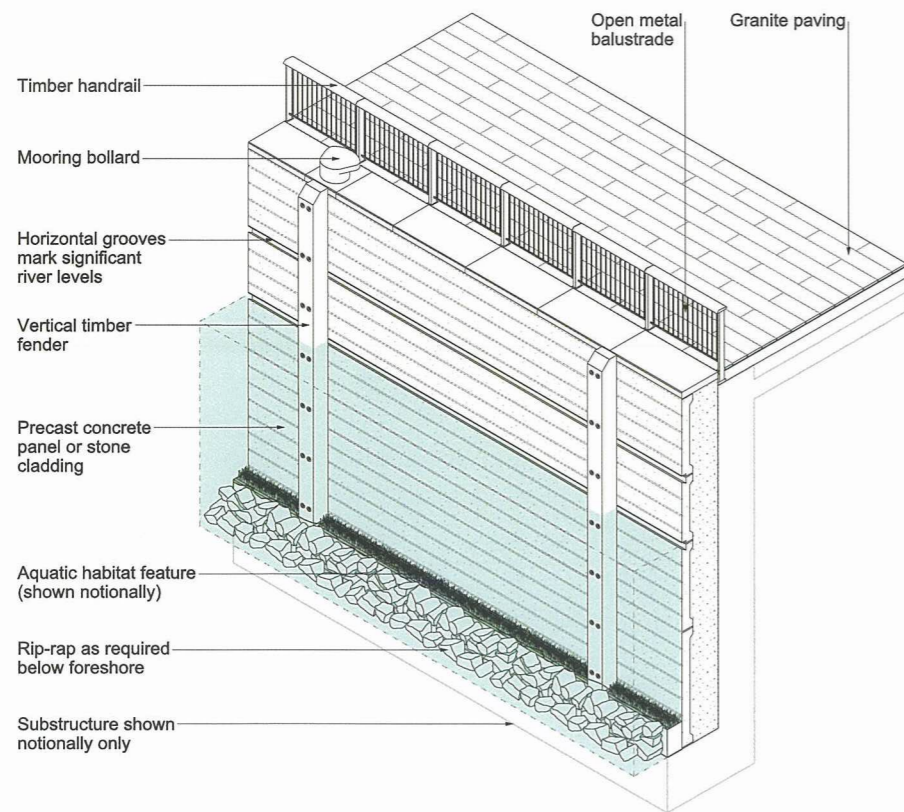 Open metal
balustrade
Granite paving
Timber handrail
Mooring bollard
Horizontal grooves
mark significant
river levels
Vertical timber
fender
Precast concrete
panel or stone
cladding
Aquatic habitat feature
(shown notionally)
Rip-rap as required
below foreshore
Substructure shown
notionally only